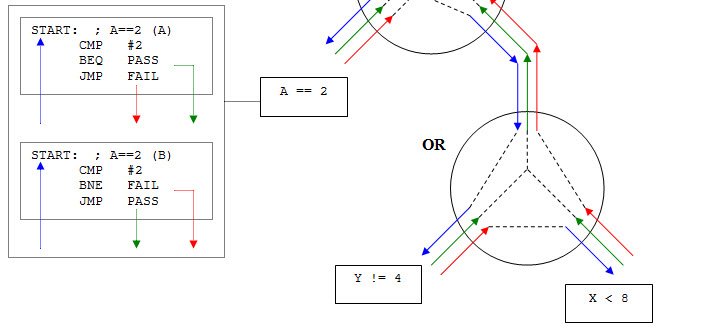 START: ; A==2 (A)
CMP #2
BEQ PASS
JMP FAIL
START: ; A==2 (B)
CMP #2
BNE FAIL
JMP PASS
A == 2
OR
Y != 4
X < 8